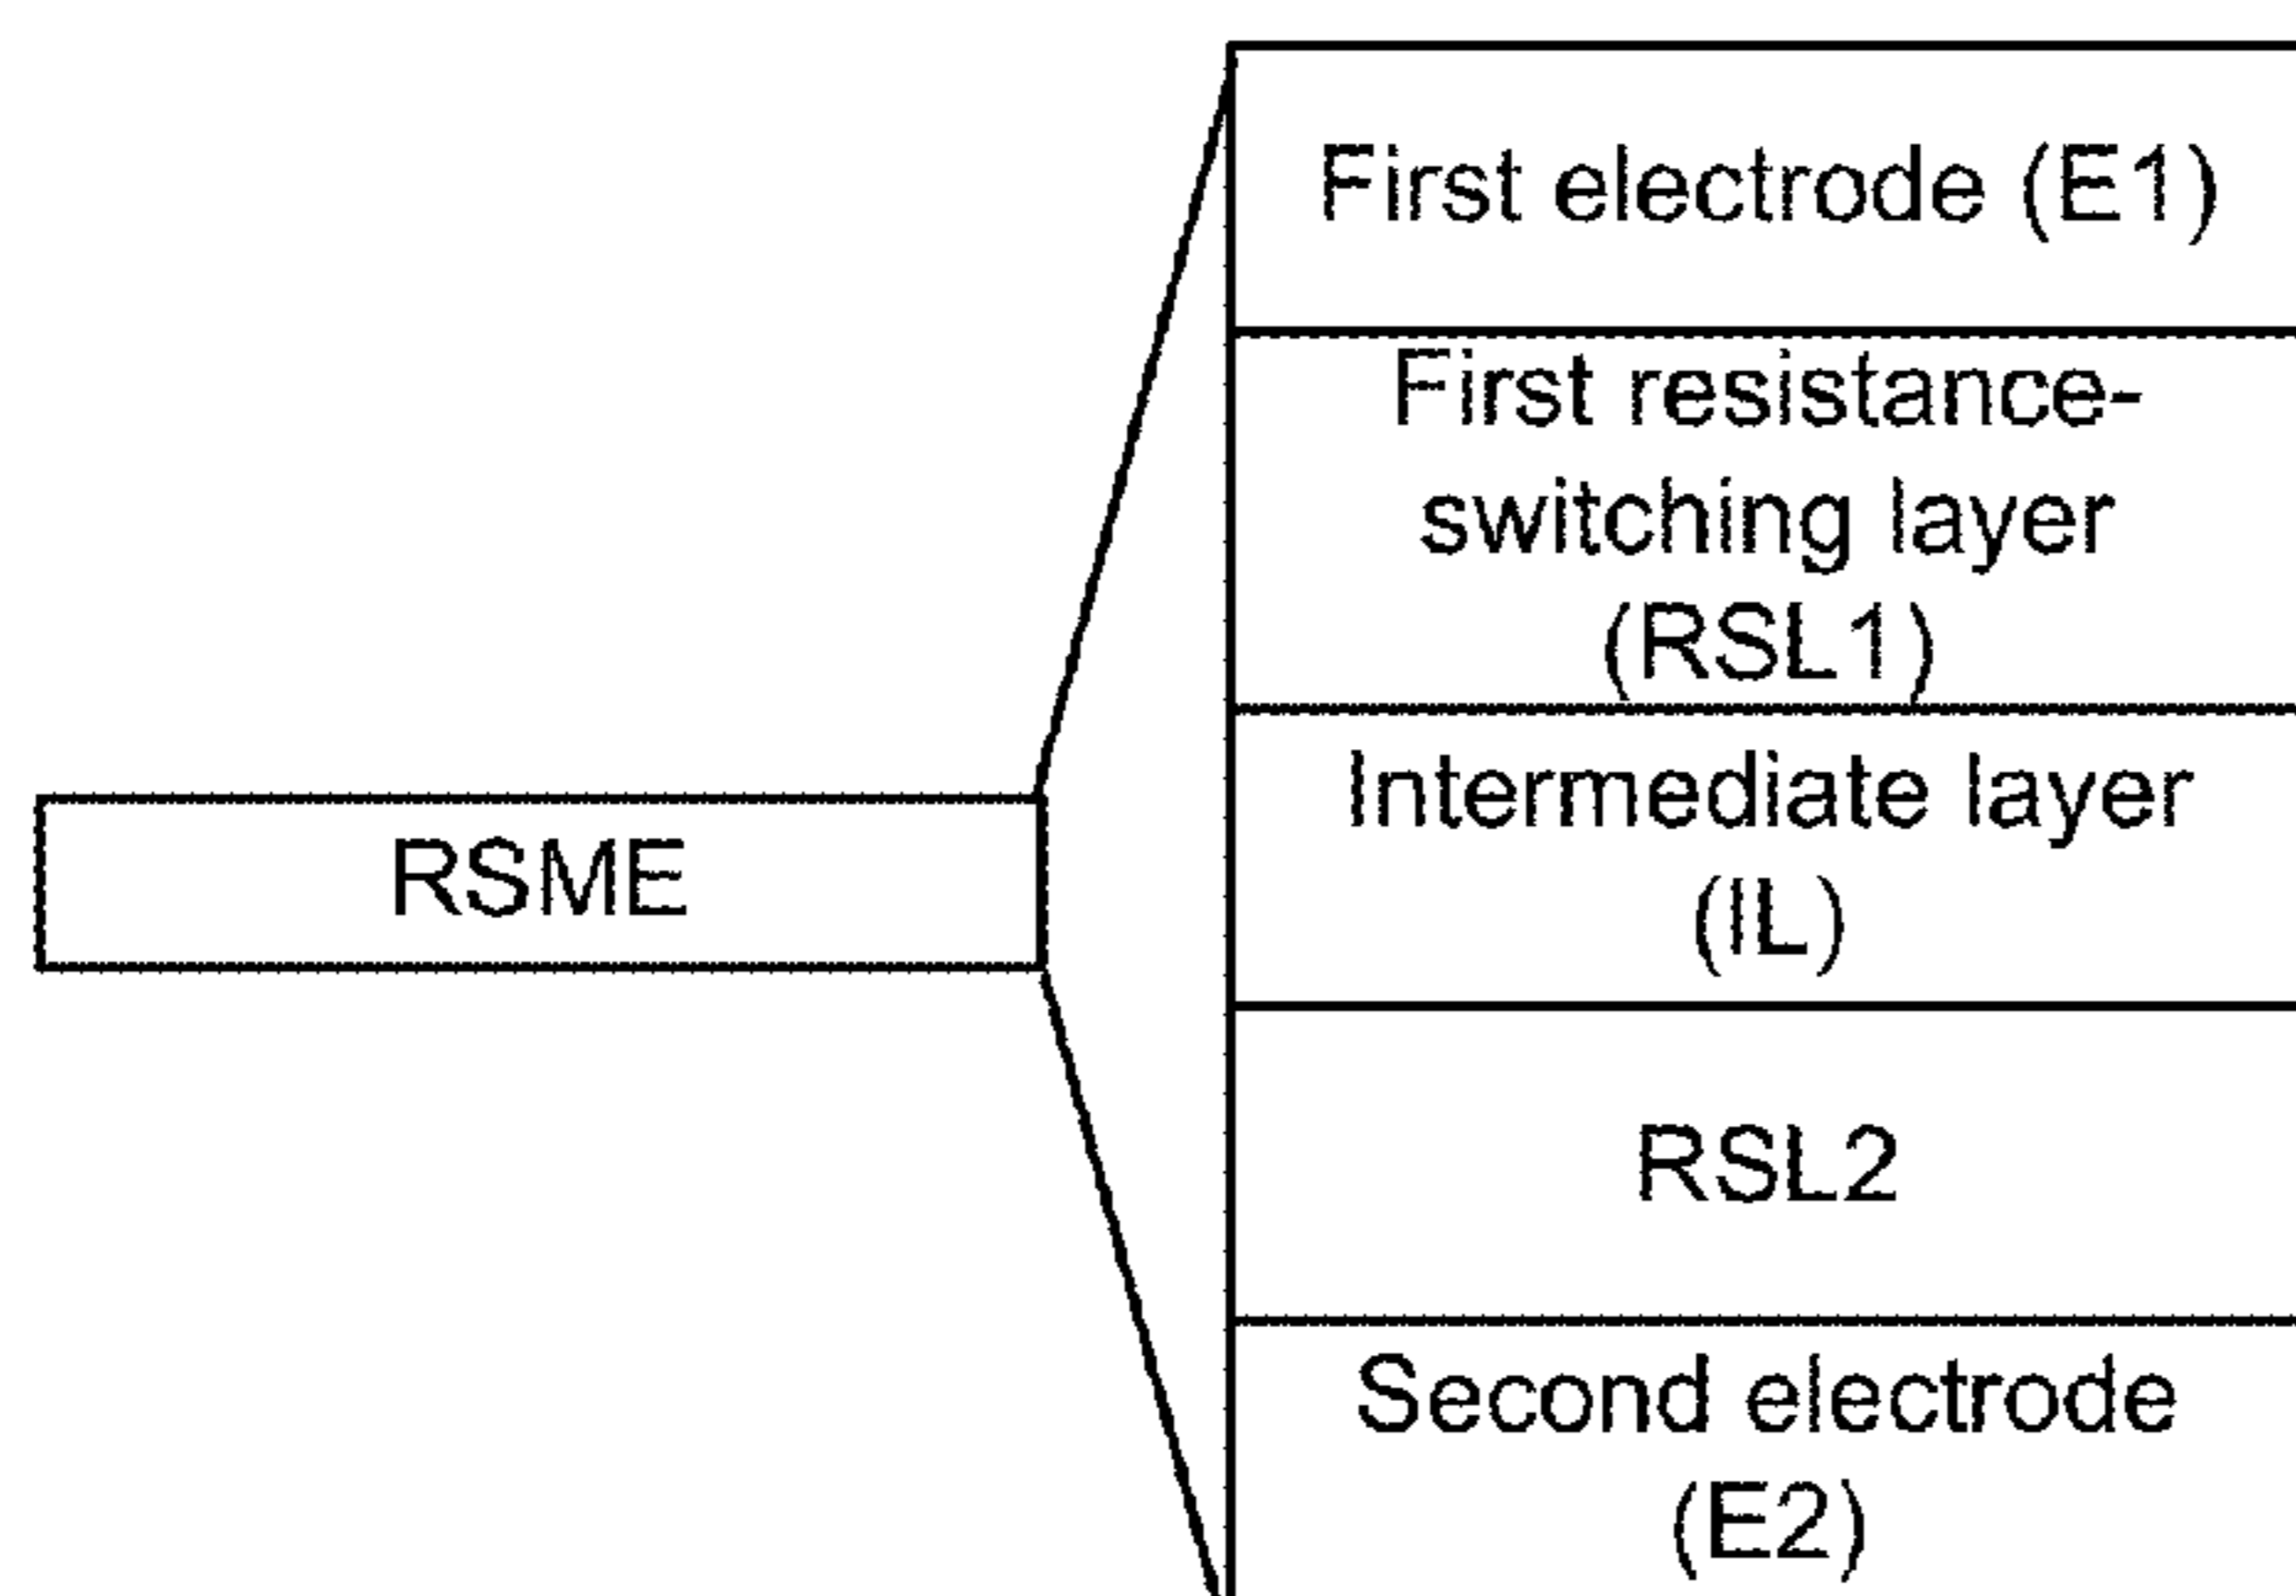 First electrode (E1)
First resistance-
switching layer
(RSL1)
Intermediate layer
(IL)
RSME
RSL2
Second electrode
(E2)